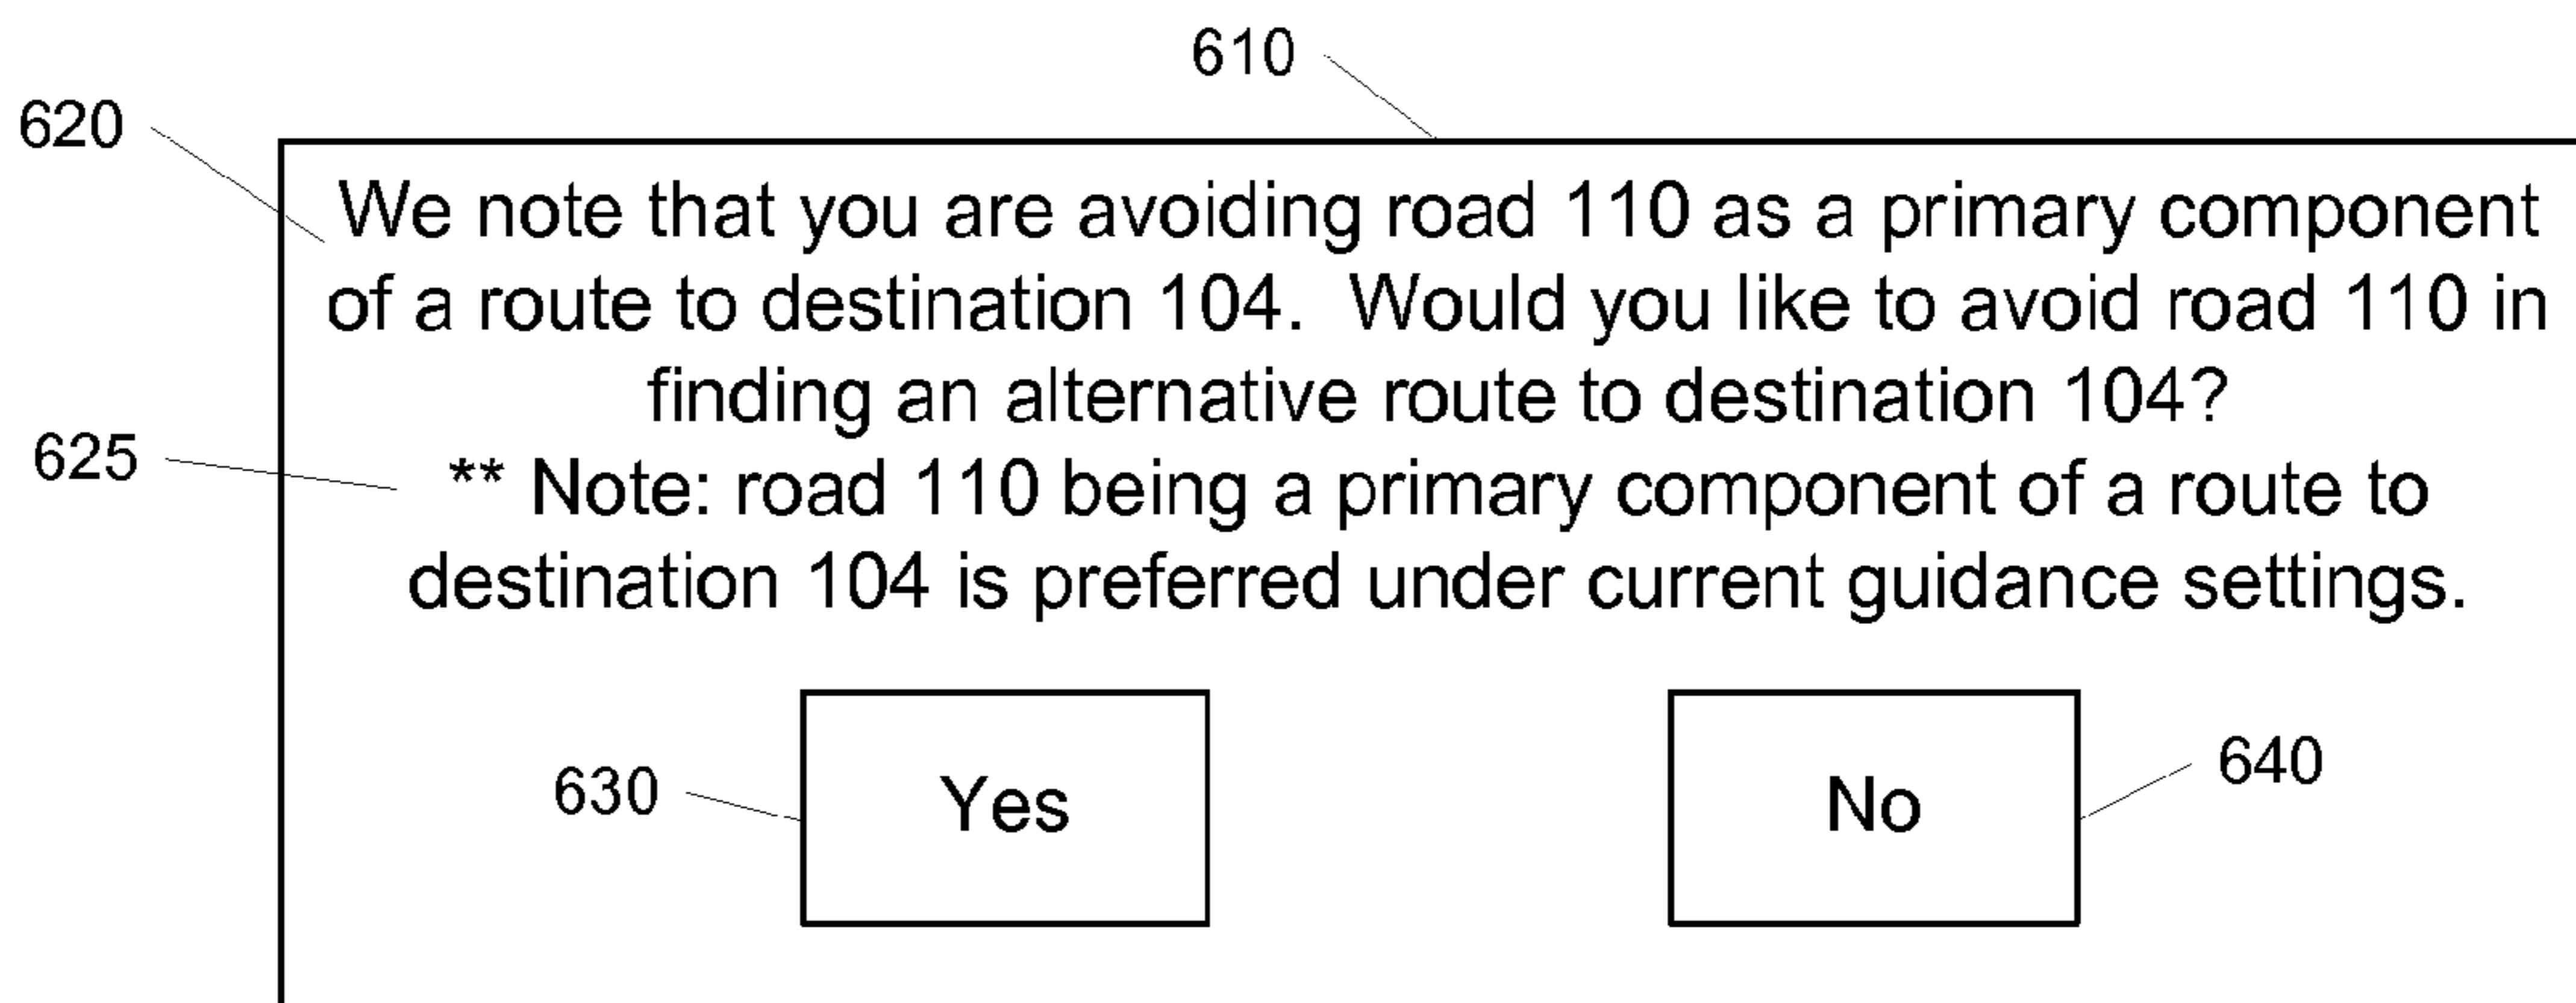 610
620
We note that you are avoiding road 110 as a primary component
of a route to destination 104.  Would you like to avoid road 110 in
finding an alternative route to destination 104?
625
** Note: road 110 being a primary component of a route to
destination 104 is preferred under current guidance settings.
630
Yes
No
640